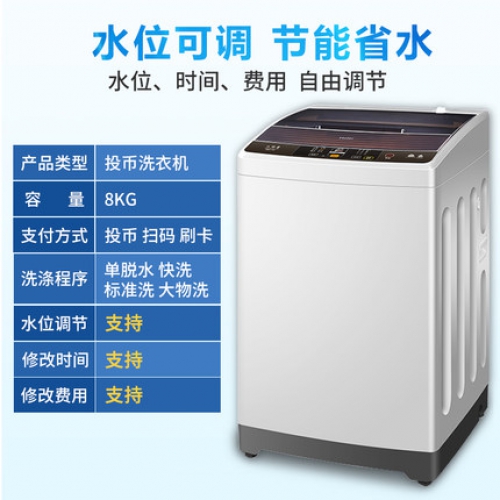 水位可调 节能省水
水位、时间、费用 自由调节
产品类型 投币洗衣机
容 量 8KG
支付方式 投币 扫码 刷卡
洗涤程序 单脱水 快洗
标准洗 大物洗
水位调节 支持
修改时间 支持
修改费用 支持